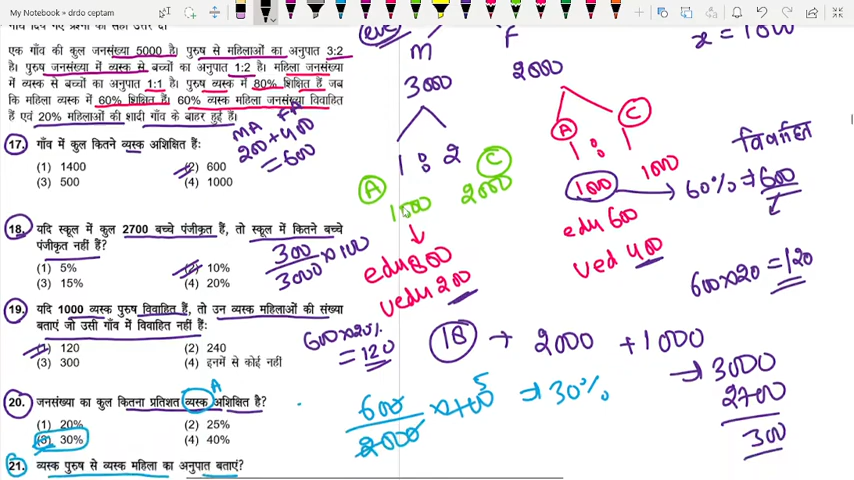 My Notebook > drdo ceptam
एक गाँव की कुल जनसंख्या 5000 है। पुरुष से महिलाओं का अनुपात 3:2
है। पुरुष जनसंख्या में व्यस्क से बच्चों का अनुपात 1:2 है। महिला जनसंख्या
में व्यस्क से बच्चों का अनुपात 1:1 है। पुरुष व्यस्क में 80% शिक्षित हैं जब
कि महिला व्यस्क में 60% शिक्षित हैं। 60% व्यस्क महिला जनसंख्या विवाहित
हैं एवं 20% महिलाओं की शादी गाँव के बाहर हुई हैं।
17. गाँव में कुल कितने व्यस्क अशिक्षित हैं:
(1) 1400 (2) 600
(3) 500 (4) 1000
MA FA
200+400
=600
18. यदि स्कूल में कुल 2700 बच्चे पंजीकृत हैं, तो स्कूल में कितने बच्चे
पंजीकृत नहीं हैं?
(1) 5% (2) 10%
(3) 15% (4) 20%
300
3000 ×100
19. यदि 1000 व्यस्क पुरुष विवाहित हैं, तो उन व्यस्क महिलाओं की संख्या
बताएं जो उसी गाँव में विवाहित नहीं हैं:
(1) 120 (2) 240
(3) 300 (4) इनमें से कोई नहीं
600×20%
=120
20. जनसंख्या का कुल कितना प्रतिशत व्यस्क अशिक्षित है?
A
(1) 20% (2) 25%
(3) 30% (4) 40%
21. व्यस्क पुरुष से व्यस्क महिला का अनुपात बताएं?
M F
3000 2000
1 : 2
A C
1000 2000
edu 800
Uedu 200
A C
1 : 1
1000 1000
edu 600
Ued 400
विवाहित
60% ⇒ 600
600×20 = 120
18 → 2000 + 1000
→ 3000
2700
300
600
2000 × 100 5 ⇒ 30%